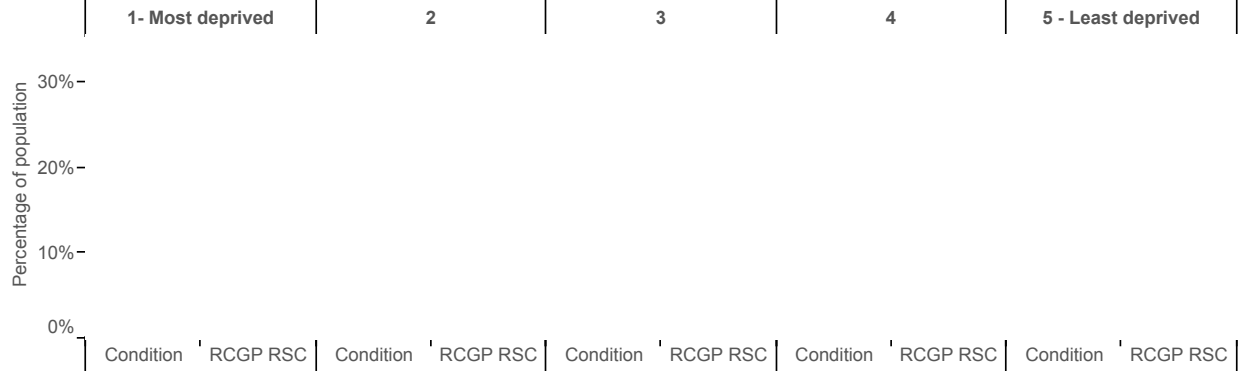 1- Most deprived 2 3 4 5 - Least deprived
Percentage of population
30%
20%
10%
0%
Condition RCGP RSC Condition RCGP RSC Condition RCGP RSC Condition RCGP RSC Condition RCGP RSC